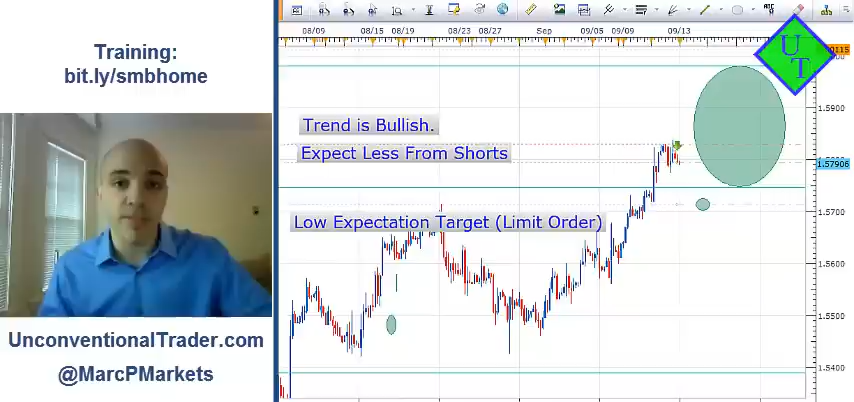 Training:
bit.ly/smbhome
UnconventionalTrader.com
@MarcPMarkets
ABC
08/09 08/15 08/19 08/23 08/27 Sep 09/05 09/09 09/13
U
T
Trend is Bullish.
Expect Less From Shorts
Low Expectation Target (Limit Order)
1.5900
1.57906
1.5700
1.5600
1.5500
1.5400